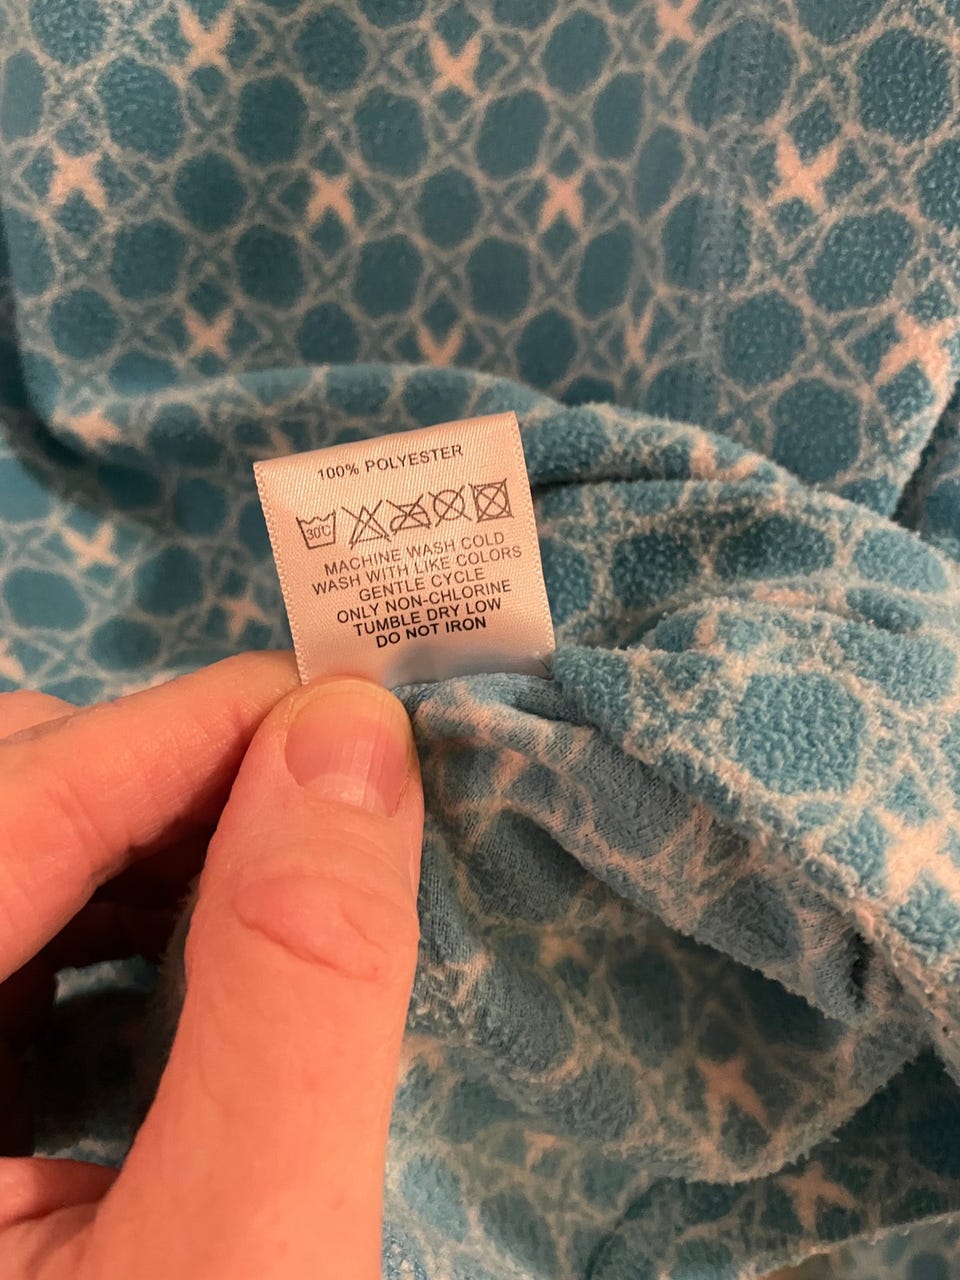 100% POLYESTER
30°C
MACHINE WASH COLD
WASH WITH LIKE COLORS
GENTLE CYCLE
ONLY NON-CHLORINE
TUMBLE DRY LOW
DO NOT IRON